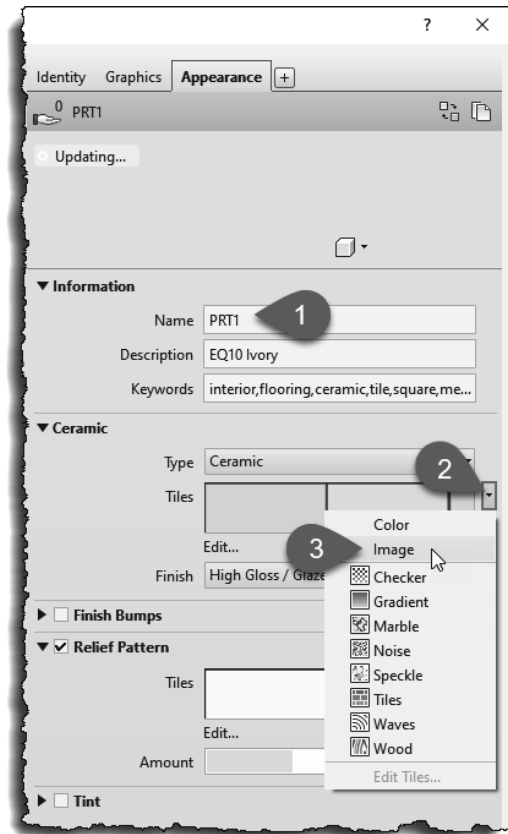 ?
Identity Graphics Appearance +
0 PRT1
Updating...
Information
Name PRT1 1
Description EQ10 Ivory
Keywords interior,flooring,ceramic,tile,square,me...
Ceramic
Type Ceramic
2
Tiles
Color
Edit... 3 Image
Finish High Gloss / Glaze
Checker
Gradient
Finish Bumps
Marble
Relief Pattern
Noise
Tiles
Speckle
Tiles
Waves
Edit...
Wood
Amount
Edit Tiles...
Tint